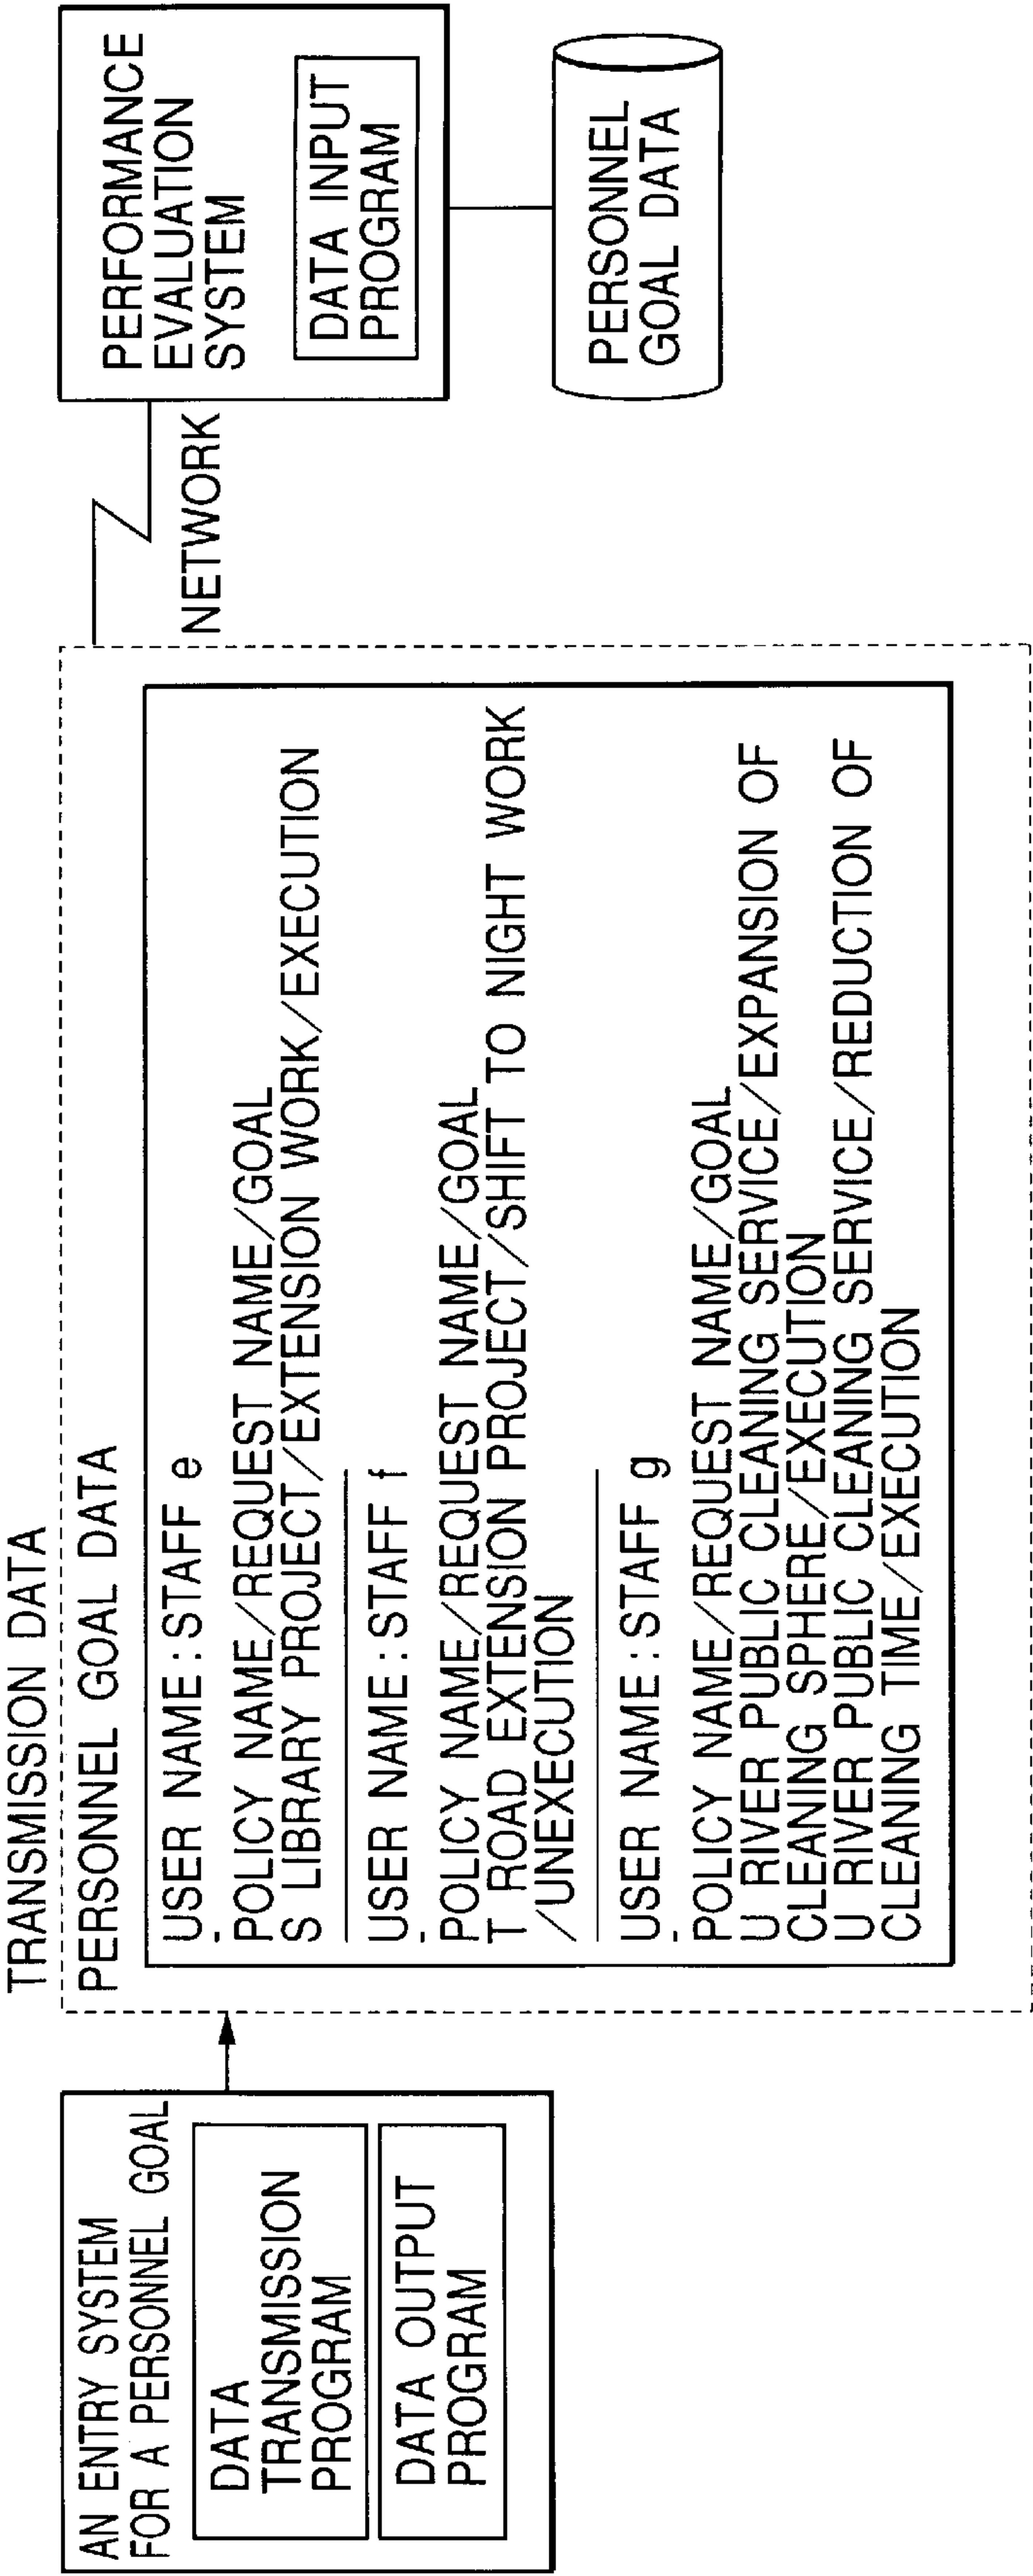 AN ENTRY SYSTEM
FOR A PERSONNEL GOAL
DATA
TRANSMISSION
PROGRAM
DATA OUTPUT
PROGRAM
TRANSMISSION DATA
PERSONNEL GOAL DATA
USER NAME:STAFF e
POLICY NAME/REQUEST NAME/GOAL
S LIBRARY PROJECT/EXTENSION WORK/EXECUTION
USER NAME:STAFF f
POLICY NAME/REQUEST NAME/GOAL
T ROAD EXTENSION PROJECT/SHIFT TO NIGHT WORK
/UNEXECUTION
USER NAME:STAFF g
POLICY NAME/REQUEST NAME/GOAL
U RIVER PUBLIC CLEANING SERVICE/EXPANSION OF
CLEANING SPHERE/EXECUTION
U RIVER PUBLIC CLEANING SERVICE/REDUCTION OF
CLEANING TIME/EXECUTION
NETWORK
PERFORMANCE
EVALUATION
SYSTEM
DATA INPUT
PROGRAM
PERSONNEL
GOAL DATA